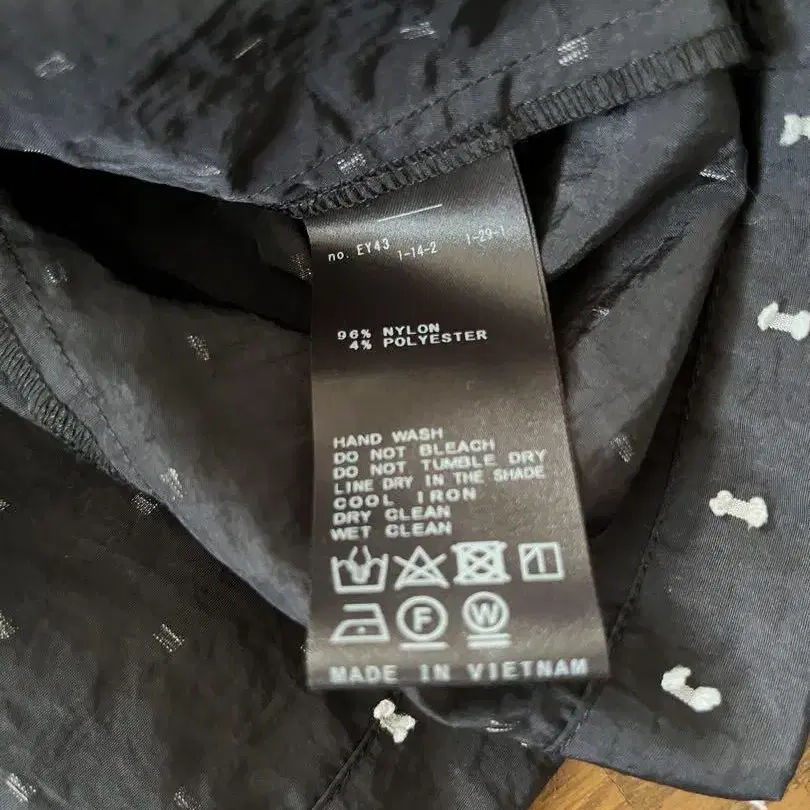 no. EY43 1-14-2 1-29-1
96% NYLON
4% POLYESTER
HAND WASH
DO NOT BLEACH
DO NOT TUMBLE DRY
LINE DRY IN THE SHADE
COOL IRON
DRY CLEAN
WET CLEAN
F W
MADE IN VIETNAM